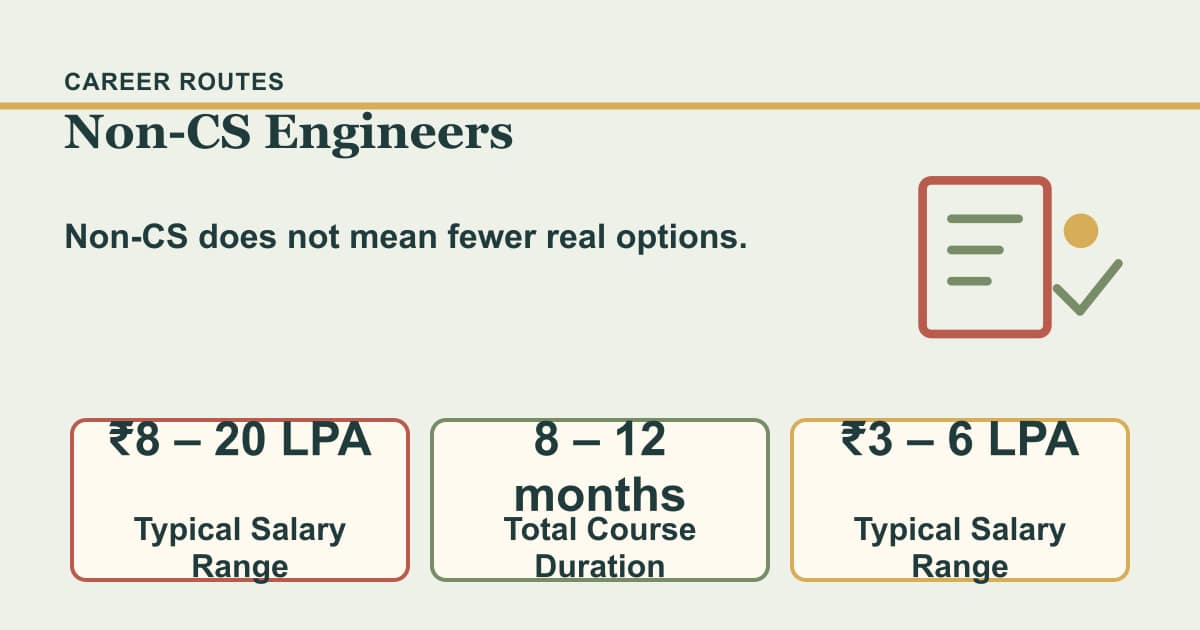 CAREER ROUTES
Non-CS Engineers
Non-CS does not mean fewer real options.
₹8 – 20 LPA
Typical Salary
Range
8 – 12
months
Total Course
Duration
₹3 – 6 LPA
Typical Salary
Range